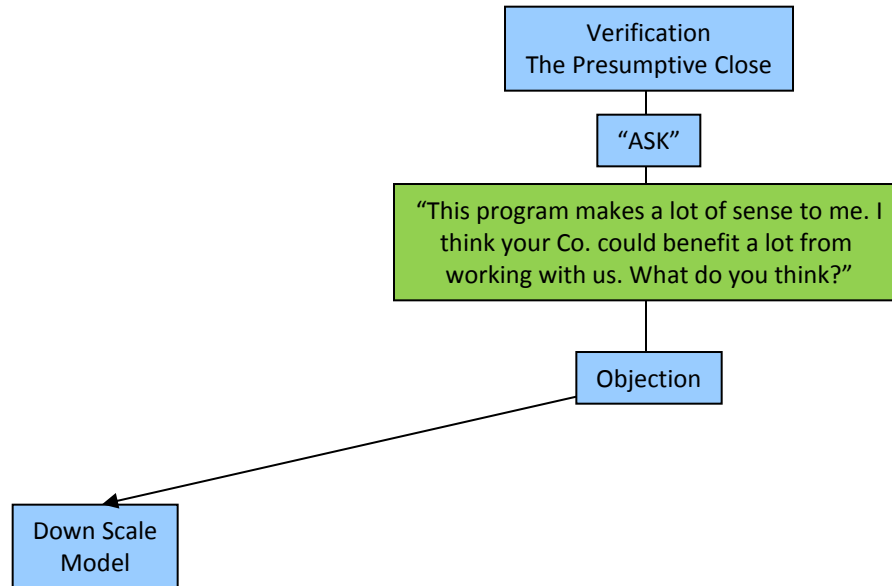 Verification
The Presumptive Close
“ASK”
“This program makes a lot of sense to me. I
think your Co. could benefit a lot from
working with us. What do you think?”
Objection
Down Scale
Model